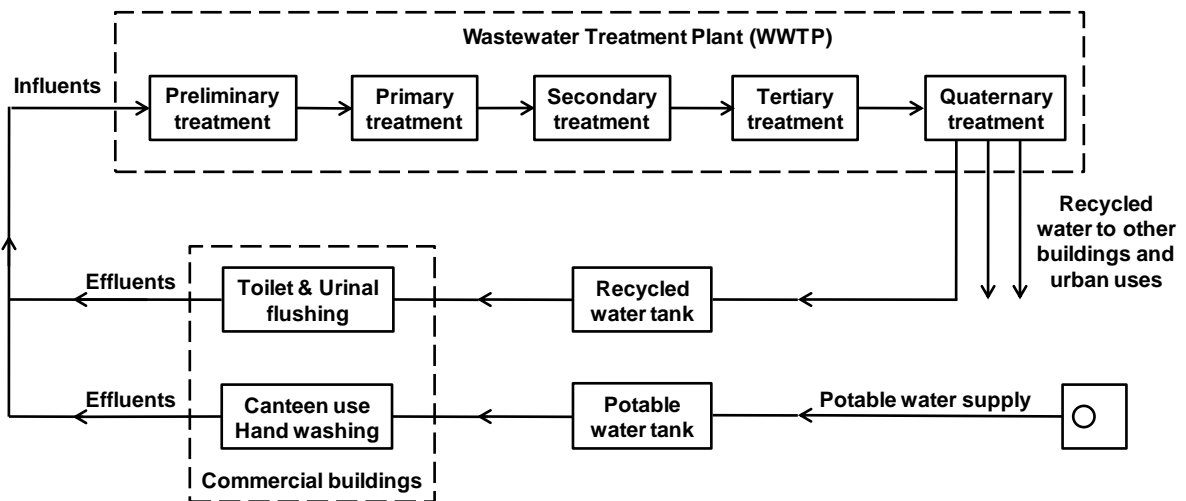 Wastewater Treatment Plant (WWTP)
Influents
Preliminary
treatment
Primary
treatment
Secondary
treatment
Tertiary
treatment
Quaternary
treatment
Recycled
water to other
buildings and
urban uses
Effluents
Toilet & Urinal
flushing
Recycled
water tank
Effluents
Canteen use
Hand washing
Potable
water tank
Potable water supply
Commercial buildings